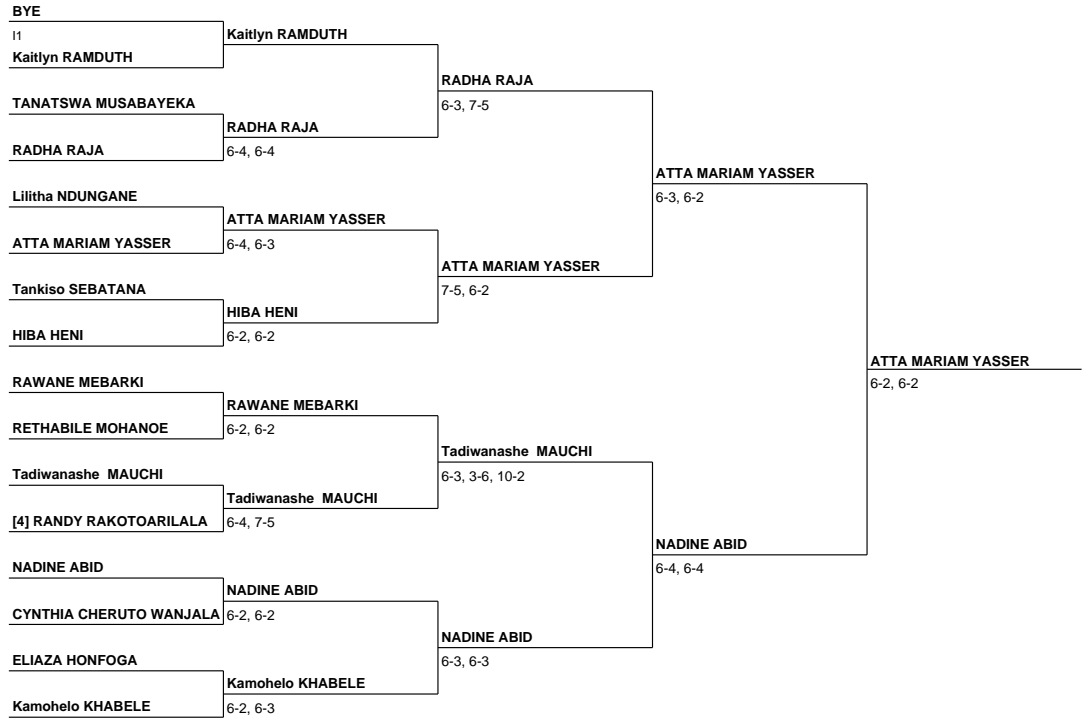 BYE
I1
Kaitlyn RAMDUTH
TANATSWA MUSABAYEKA
RADHA RAJA
Lilitha NDUNGANE
ATTA MARIAM YASSER
Tankiso SEBATANA
HIBA HENI
RAWANE MEBARKI
RETHABILE MOHANOE
Tadiwanashe  MAUCHI
[4] RANDY RAKOTOARILALA
NADINE ABID
CYNTHIA CHERUTO WANJALA
ELIAZA HONFOGA
Kamohelo KHABELE
Kaitlyn RAMDUTH
RADHA RAJA
6-4, 6-4
ATTA MARIAM YASSER
6-4, 6-3
HIBA HENI
6-2, 6-2
RAWANE MEBARKI
6-2, 6-2
Tadiwanashe  MAUCHI
6-4, 7-5
NADINE ABID
6-2, 6-2
Kamohelo KHABELE
6-2, 6-3
RADHA RAJA
6-3, 7-5
ATTA MARIAM YASSER
7-5, 6-2
Tadiwanashe  MAUCHI
6-3, 3-6, 10-2
NADINE ABID
6-3, 6-3
ATTA MARIAM YASSER
6-3, 6-2
NADINE ABID
6-4, 6-4
ATTA MARIAM YASSER
6-2, 6-2